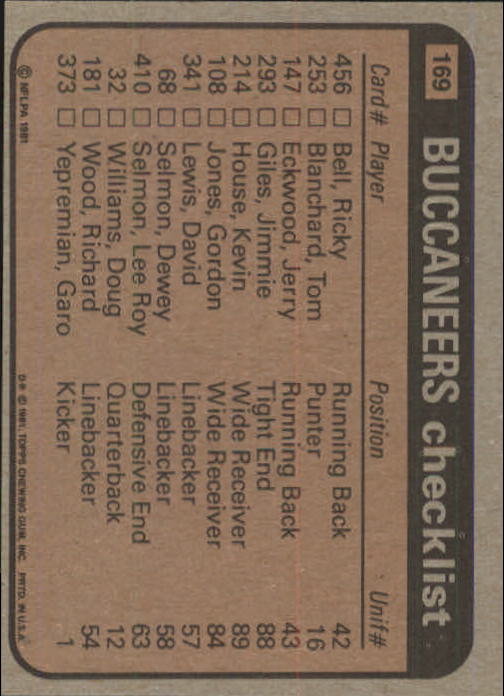 169 BUCCANEERS checklist
Card # Player Position Unif #
456 □ Bell, Ricky Running Back 42
253 □ Blanchard, Tom Punter 16
147 □ Eckwood, Jerry Running Back 43
293 □ Giles, Jimmie Tight End 88
214 □ House, Kevin Wide Receiver 89
108 □ Jones, Gordon Wide Receiver 84
341 □ Lewis, David Linebacker 57
68 □ Selmon, Dewey Linebacker 58
410 □ Selmon, Lee Roy Defensive End 63
32 □ Williams, Doug Quarterback 12
181 □ Wood, Richard Linebacker 54
373 □ Yepremian, Garo Kicker 1
© NFLPA 1981 D* © 1981, TOPPS CHEWING GUM, INC. PRTD. IN U.S.A.